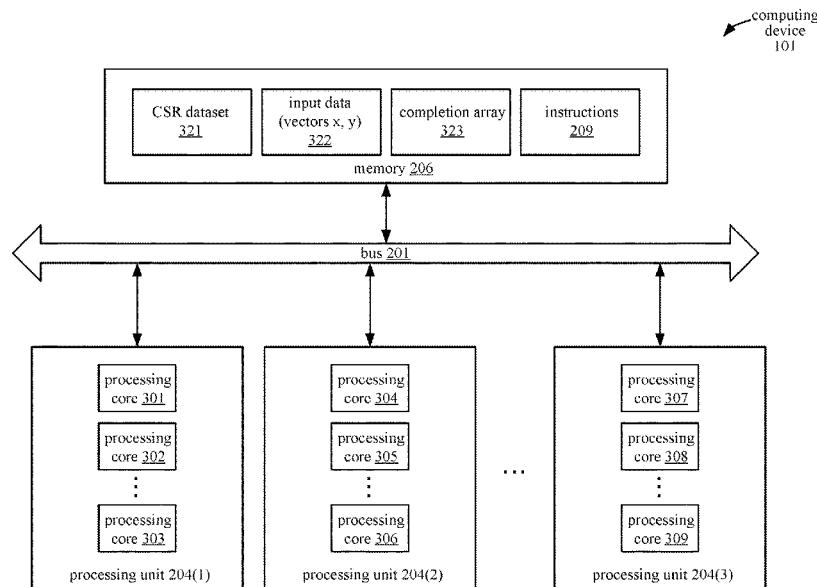 computing
device
101
CSR dataset
321
input data
(vectors x, y)
322
completion array
323
instructions
209
memory 206
bus 201
processing
core 301
processing
core 302
processing
core 303
processing unit 204(1)
processing
core 304
processing
core 305
processing
core 306
processing unit 204(2)
...
processing
core 307
processing
core 308
processing
core 309
processing unit 204(3)